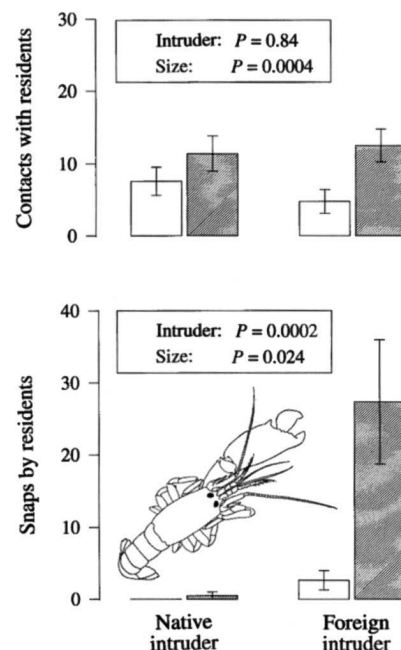 30
Intruder: P = 0.84
Size: P = 0.0004
20
10
0
Contacts with residents
40
Intruder: P = 0.0002
Size: P = 0.024
30
20
10
0
Snaps by residents
Native
intruder
Foreign
intruder